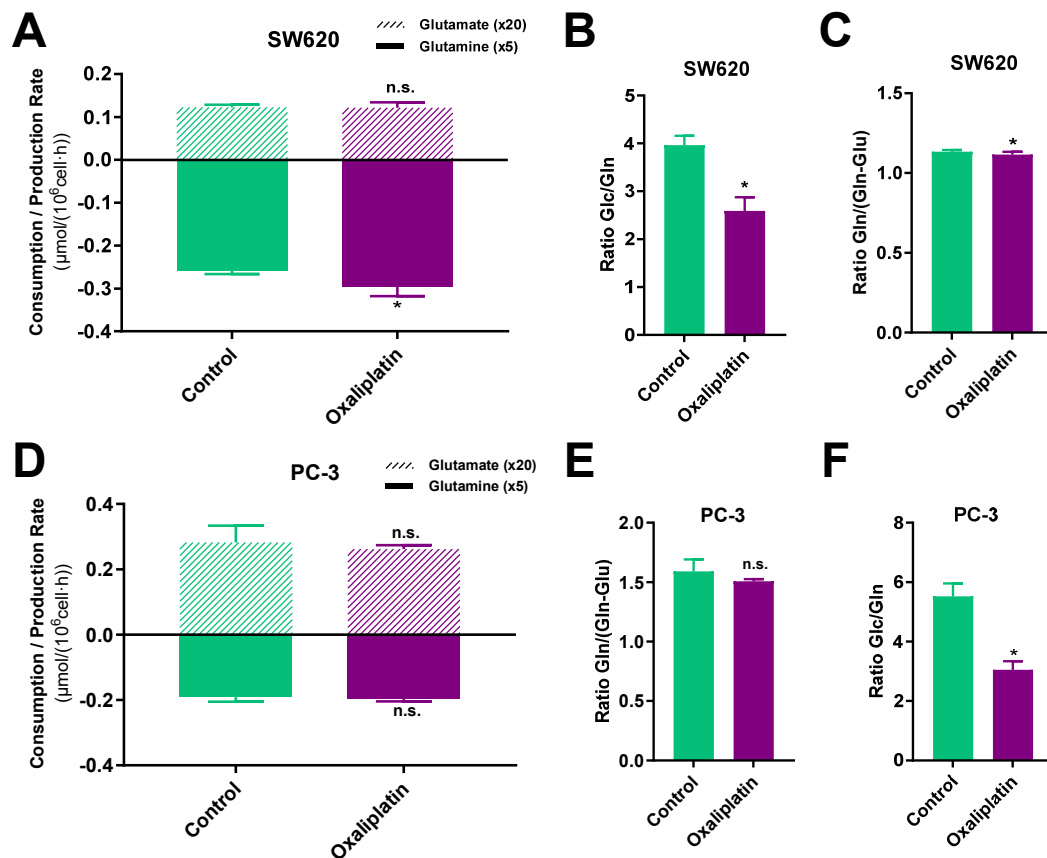 A
SW620
Glutamate (x20)
Glutamine (x5)
Consumption / Production Rate
(μmol/(10⁶cell·h))
0.2
0.1
0.0
-0.1
-0.2
-0.3
-0.4
n.s.
*
Control
Oxaliplatin
B
SW620
Ratio Glc/Gln
5
4
3
2
1
0
*
Control
Oxaliplatin
C
SW620
Ratio Gln/(Gln-Glu)
1.5
1.0
0.5
0.0
*
Control
Oxaliplatin
D
PC-3
Glutamate (x20)
Glutamine (x5)
Consumption / Production Rate
(μmol/(10⁶cell·h))
0.4
0.2
0.0
-0.2
-0.4
n.s.
n.s.
Control
Oxaliplatin
E
PC-3
Ratio Gln/(Gln-Glu)
2.0
1.5
1.0
0.5
0.0
n.s.
Control
Oxaliplatin
F
PC-3
Ratio Glc/Gln
8
6
4
2
0
*
Control
Oxaliplatin